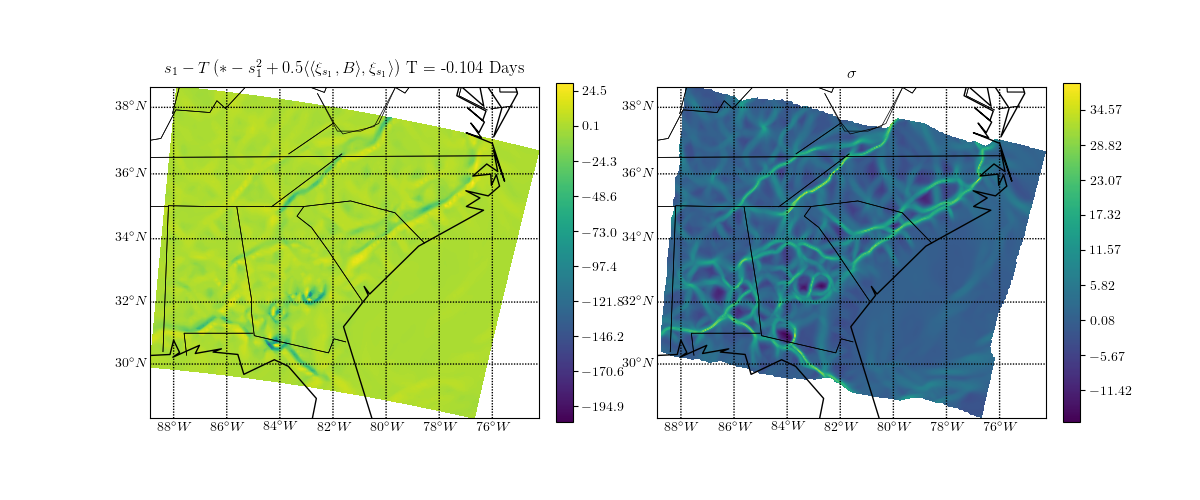 s₁ − T (∗ − s₁² + 0.5⟨⟨ξ_{s₁}, B⟩, ξ_{s₁}⟩) T = -0.104 Days
38°N
36°N
34°N
32°N
30°N
88°W 86°W 84°W 82°W 80°W 78°W 76°W
24.5
0.1
−24.3
−48.6
−73.0
−97.4
−121.8
−146.2
−170.6
−194.9
σ
38°N
36°N
34°N
32°N
30°N
88°W 86°W 84°W 82°W 80°W 78°W 76°W
34.57
28.82
23.07
17.32
11.57
5.82
0.08
−5.67
−11.42